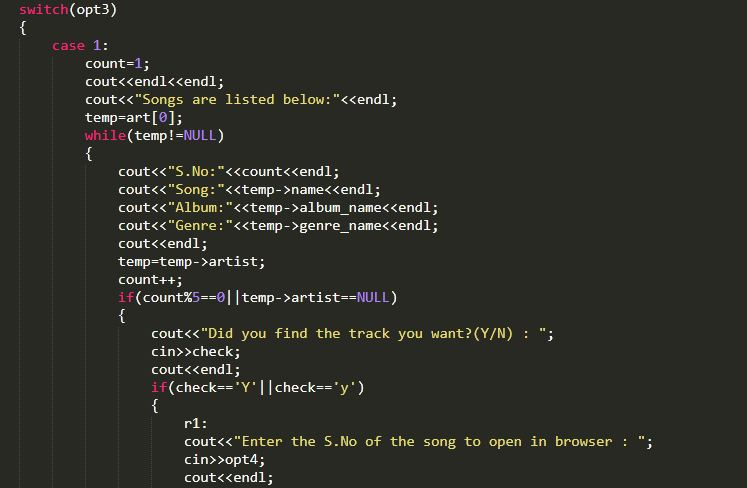 switch(opt3)
{
case 1:
count=1;
cout<<endl<<endl;
cout<<"Songs are listed below:"<<endl;
temp=art[0];
while(temp!=NULL)
{
cout<<"S.No:"<<count<<endl;
cout<<"Song:"<<temp->name<<endl;
cout<<"Album:"<<temp->album_name<<endl;
cout<<"Genre:"<<temp->genre_name<<endl;
cout<<endl;
temp=temp->artist;
count++;
if(count%5==0||temp->artist==NULL)
{
cout<<"Did you find the track you want?(Y/N) : ";
cin>>check;
cout<<endl;
if(check=='Y'||check=='y')
{
r1:
cout<<"Enter the S.No of the song to open in browser : ";
cin>>opt4;
cout<<endl;